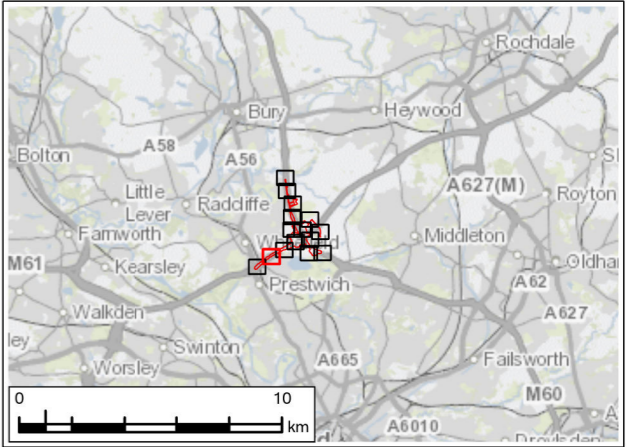 Rochdale
Bury
Heywood
A58
Bolton
A56
A627(M)
Little
Lever
Radcliffe
Royton
Farnworth
Middleton
M61
Kearsley
A62
Prestwich
A627
Walkden
Swinton
Worsley
A665
Failsworth
0
10
km
M60
A6010